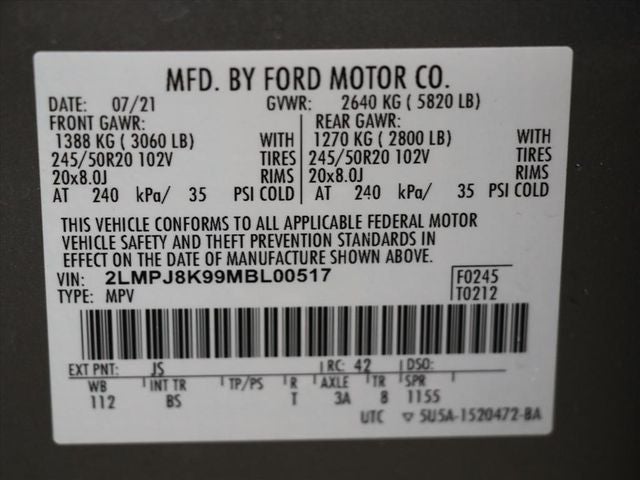 MFD. BY FORD MOTOR CO.
DATE: 07/21 GVWR: 2640 KG ( 5820 LB)
FRONT GAWR: REAR GAWR:
1388 KG ( 3060 LB) WITH 1270 KG ( 2800 LB) WITH
245/50R20 102V TIRES 245/50R20 102V TIRES
20x8.0J RIMS 20x8.0J RIMS
AT 240 kPa/ 35 PSI COLD AT 240 kPa/ 35 PSI COLD
THIS VEHICLE CONFORMS TO ALL APPLICABLE FEDERAL MOTOR
VEHICLE SAFETY AND THEFT PREVENTION STANDARDS IN
EFFECT ON THE DATE OF MANUFACTURE SHOWN ABOVE.
VIN: 2LMPJ8K99MBL00517 F0245
TYPE: MPV T0212
EXT PNT: JS RC: 42 DSO:
WB INT TR TP/PS R AXLE TR SPR
112 BS T 3A 8 1155
UTC ▽ 5U5A-1520472-BA